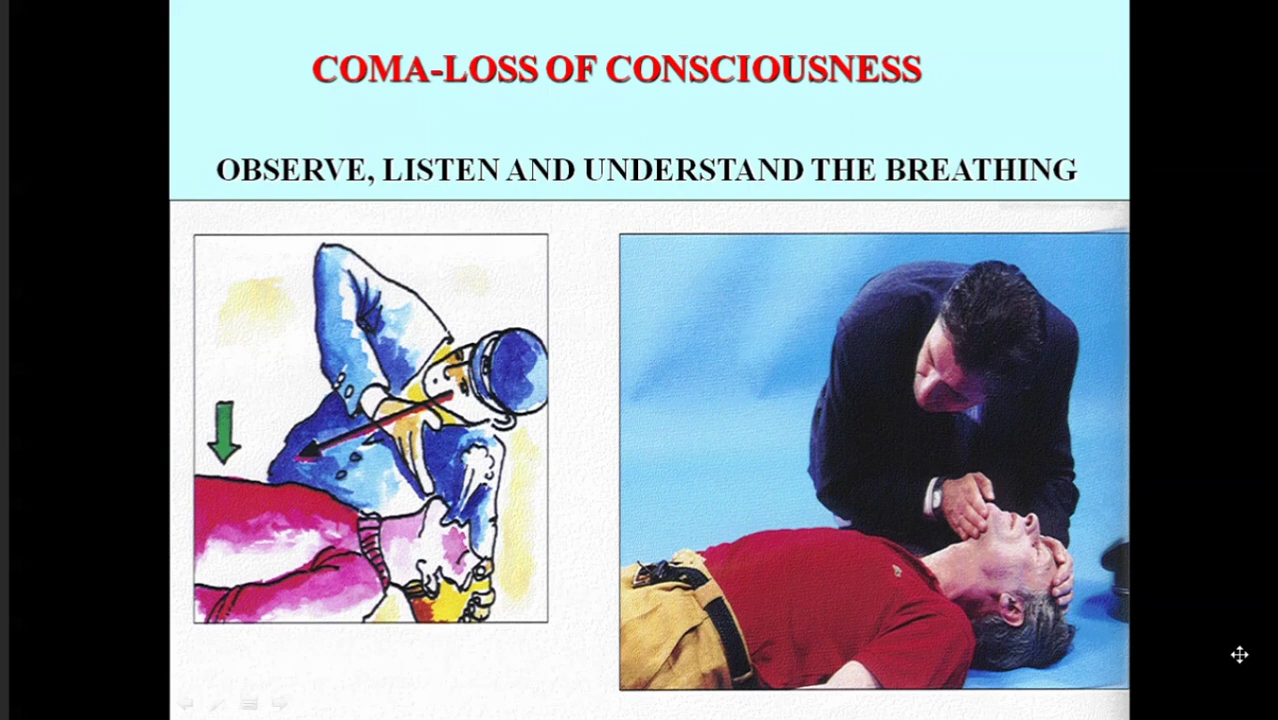 COMA-LOSS OF CONSCIOUSNESS
OBSERVE, LISTEN AND UNDERSTAND THE BREATHING